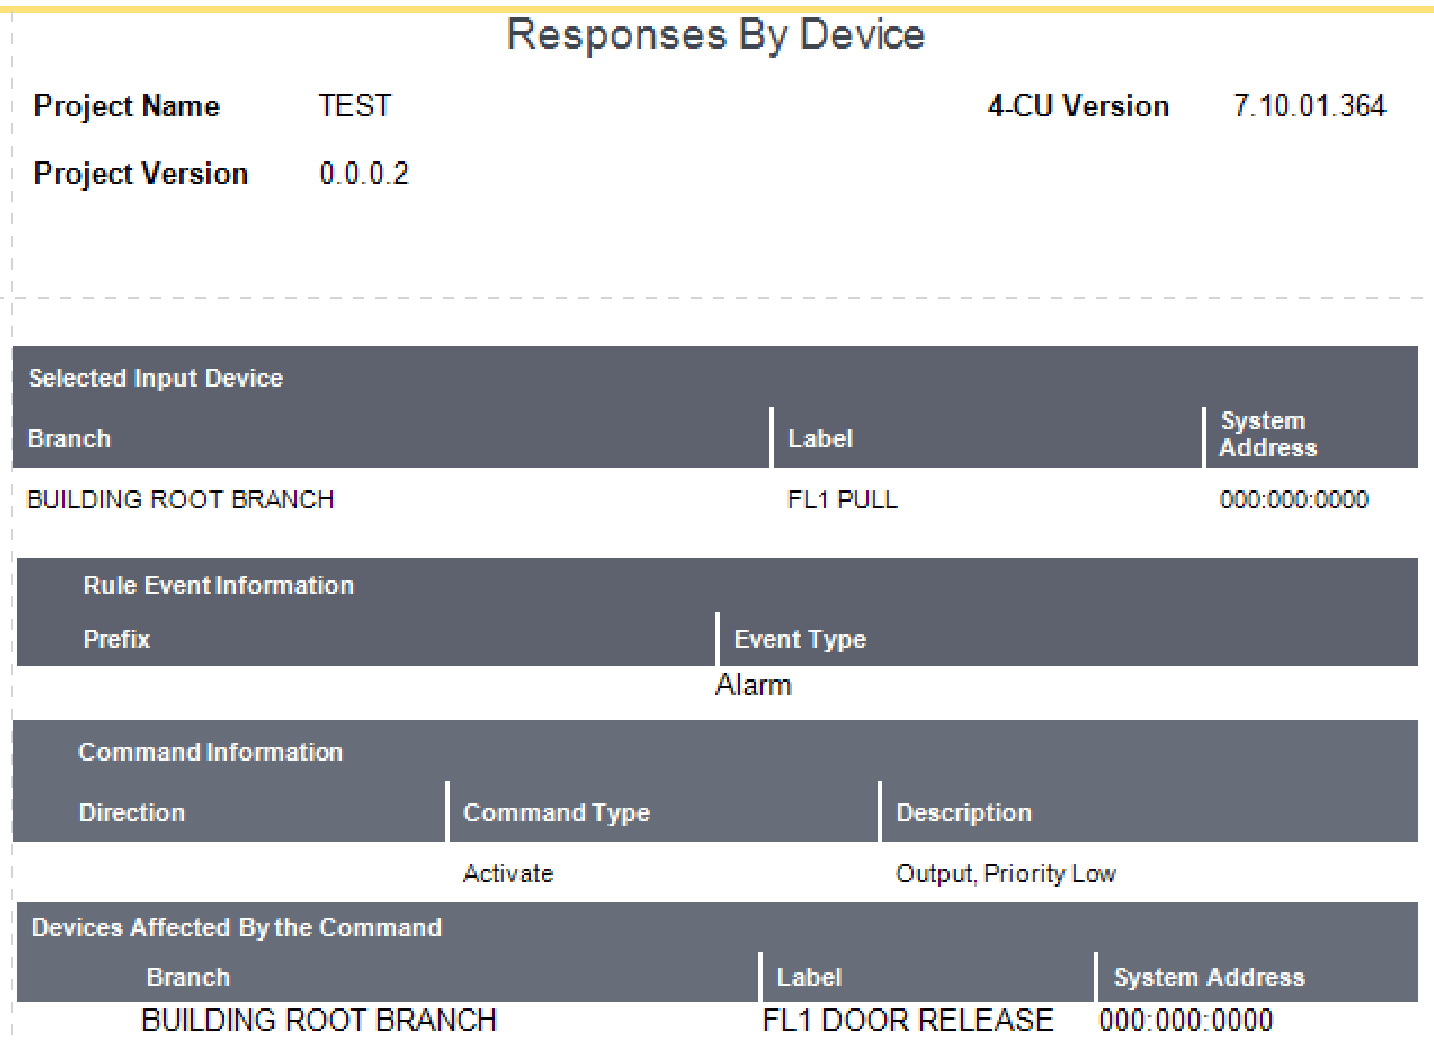 Responses By Device
Project Name TEST 4-CU Version 7.10.01.364
Project Version 0.0.0.2
Selected Input Device
Branch Label System Address
BUILDING ROOT BRANCH FL1 PULL 000:000:0000
Rule Event Information
Prefix Event Type
Alarm
Command Information
Direction Command Type Description
Activate Output, Priority Low
Devices Affected By the Command
Branch Label System Address
BUILDING ROOT BRANCH FL1 DOOR RELEASE 000:000:0000